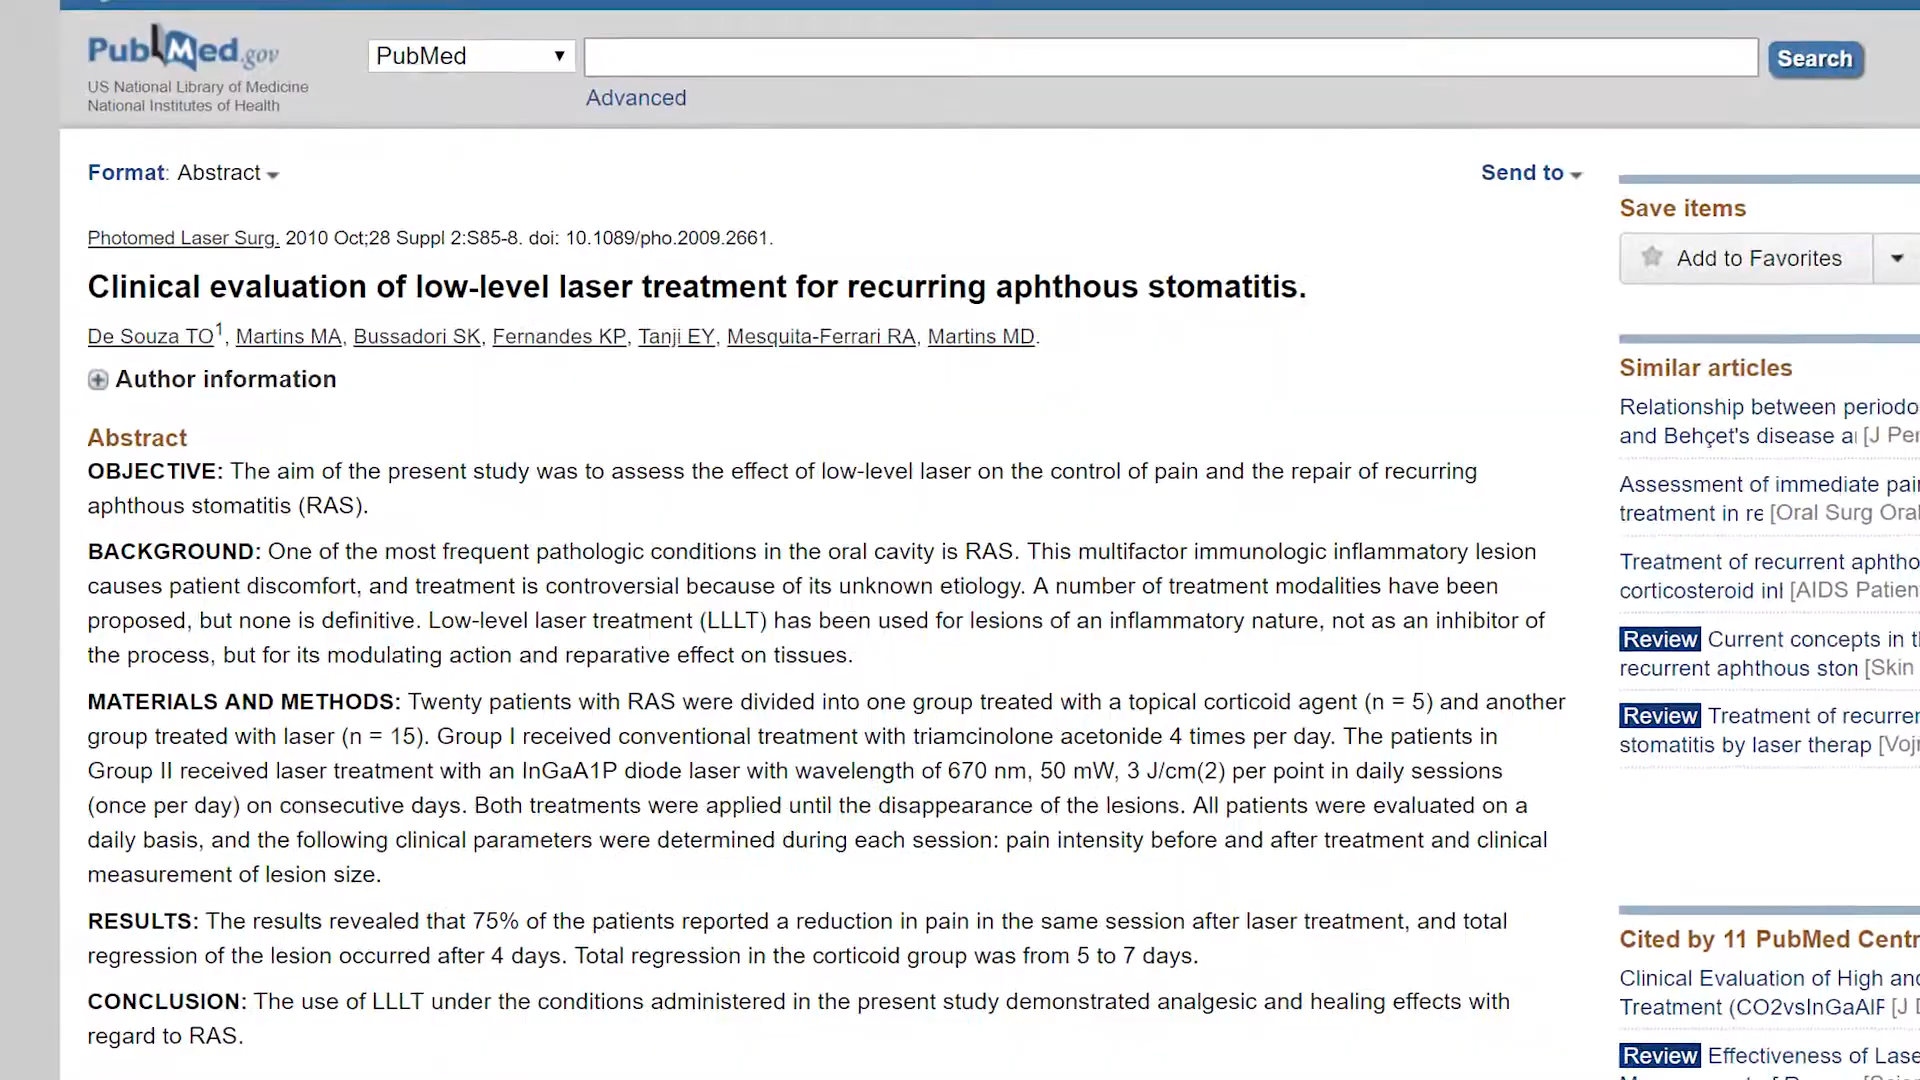 PubMed.gov
US National Library of Medicine
National Institutes of Health
PubMed
Search
Advanced
Format: Abstract
Send to
Photomed Laser Surg. 2010 Oct;28 Suppl 2:S85-8. doi: 10.1089/pho.2009.2661.
Clinical evaluation of low-level laser treatment for recurring aphthous stomatitis.
De Souza TO1, Martins MA, Bussadori SK, Fernandes KP, Tanji EY, Mesquita-Ferrari RA, Martins MD.
Author information
Abstract
OBJECTIVE: The aim of the present study was to assess the effect of low-level laser on the control of pain and the repair of recurring
aphthous stomatitis (RAS).
BACKGROUND: One of the most frequent pathologic conditions in the oral cavity is RAS. This multifactor immunologic inflammatory lesion
causes patient discomfort, and treatment is controversial because of its unknown etiology. A number of treatment modalities have been
proposed, but none is definitive. Low-level laser treatment (LLLT) has been used for lesions of an inflammatory nature, not as an inhibitor of
the process, but for its modulating action and reparative effect on tissues.
MATERIALS AND METHODS: Twenty patients with RAS were divided into one group treated with a topical corticoid agent (n = 5) and another
group treated with laser (n = 15). Group I received conventional treatment with triamcinolone acetonide 4 times per day. The patients in
Group II received laser treatment with an InGaA1P diode laser with wavelength of 670 nm, 50 mW, 3 J/cm(2) per point in daily sessions
(once per day) on consecutive days. Both treatments were applied until the disappearance of the lesions. All patients were evaluated on a
daily basis, and the following clinical parameters were determined during each session: pain intensity before and after treatment and clinical
measurement of lesion size.
RESULTS: The results revealed that 75% of the patients reported a reduction in pain in the same session after laser treatment, and total
regression of the lesion occurred after 4 days. Total regression in the corticoid group was from 5 to 7 days.
CONCLUSION: The use of LLLT under the conditions administered in the present study demonstrated analgesic and healing effects with
regard to RAS.
Save items
Add to Favorites
Similar articles
Relationship between periodo
and Behçet's disease a [J Per
Assessment of immediate pai
treatment in re [Oral Surg Oral
Treatment of recurrent aphtho
corticosteroid inl [AIDS Patien
Review Current concepts in t
recurrent aphthous ston [Skin
Review Treatment of recurre
stomatitis by laser therap [Voj
Cited by 11 PubMed Centr
Clinical Evaluation of High an
Treatment (CO2vsInGaAlF [J
Review Effectiveness of Lase